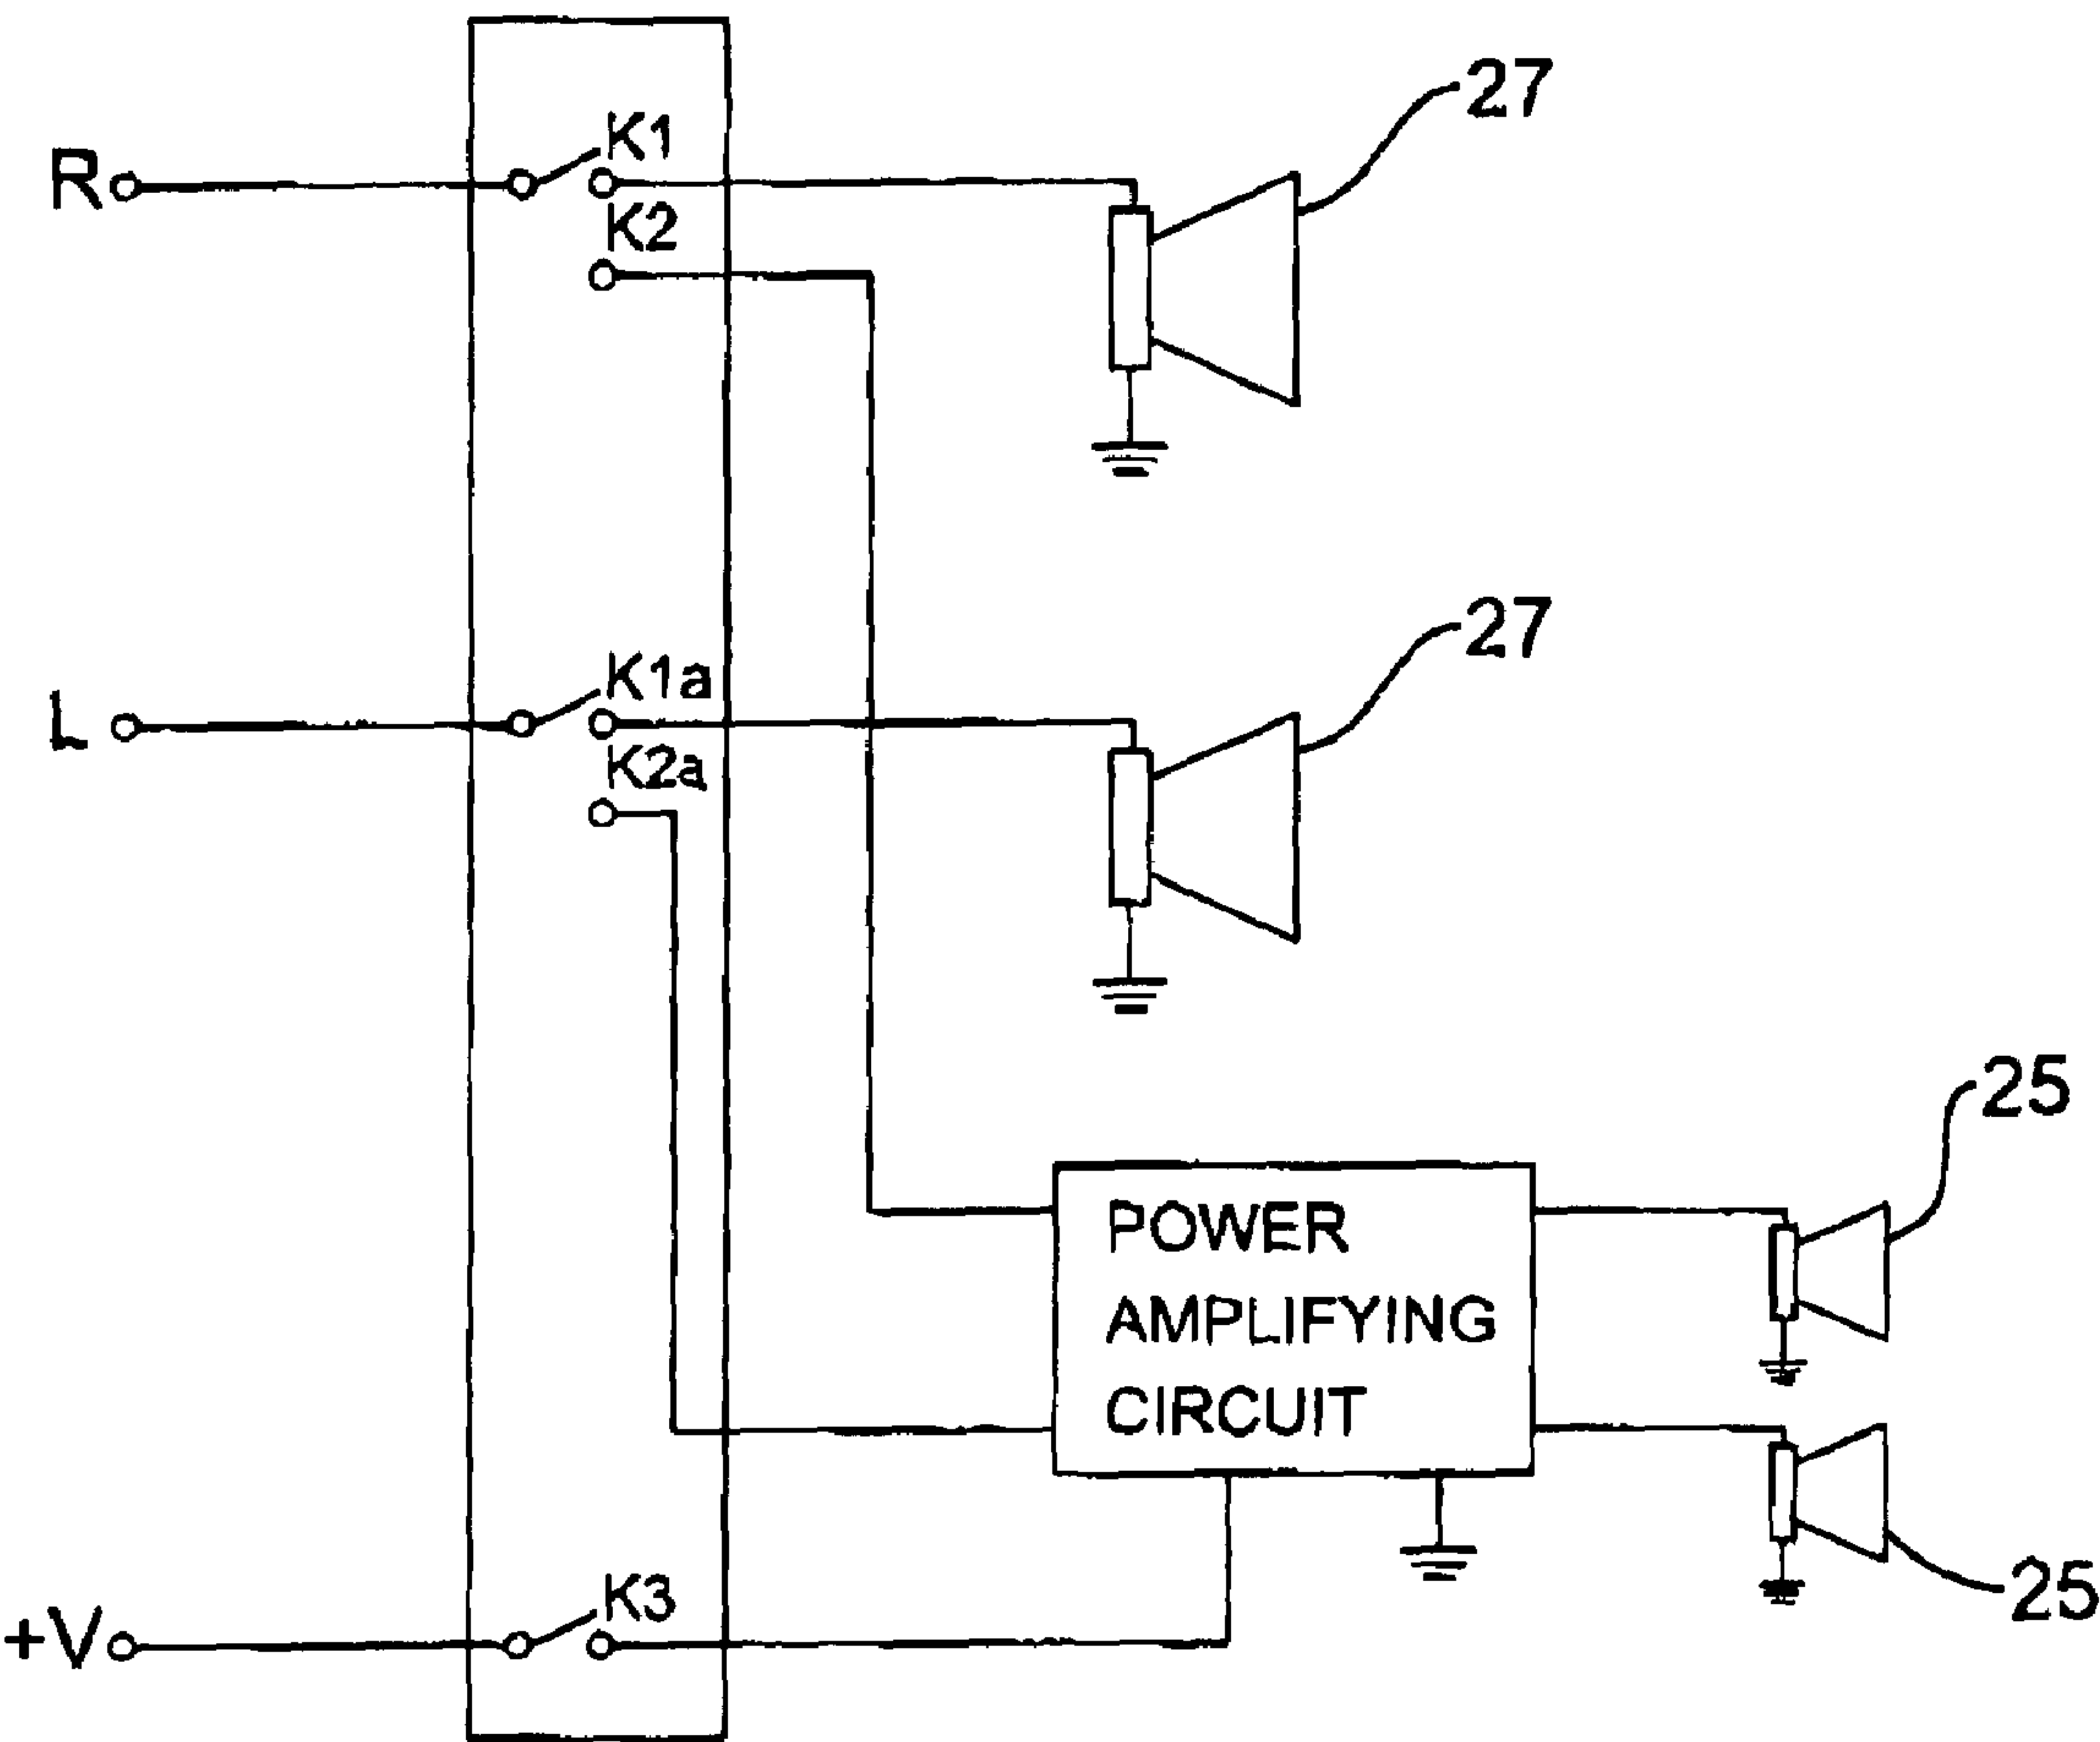 27
K1
R
K2
27
K1a
L
K2a
25
POWER
AMPLIFYING
CIRCUIT
K3
25
+V